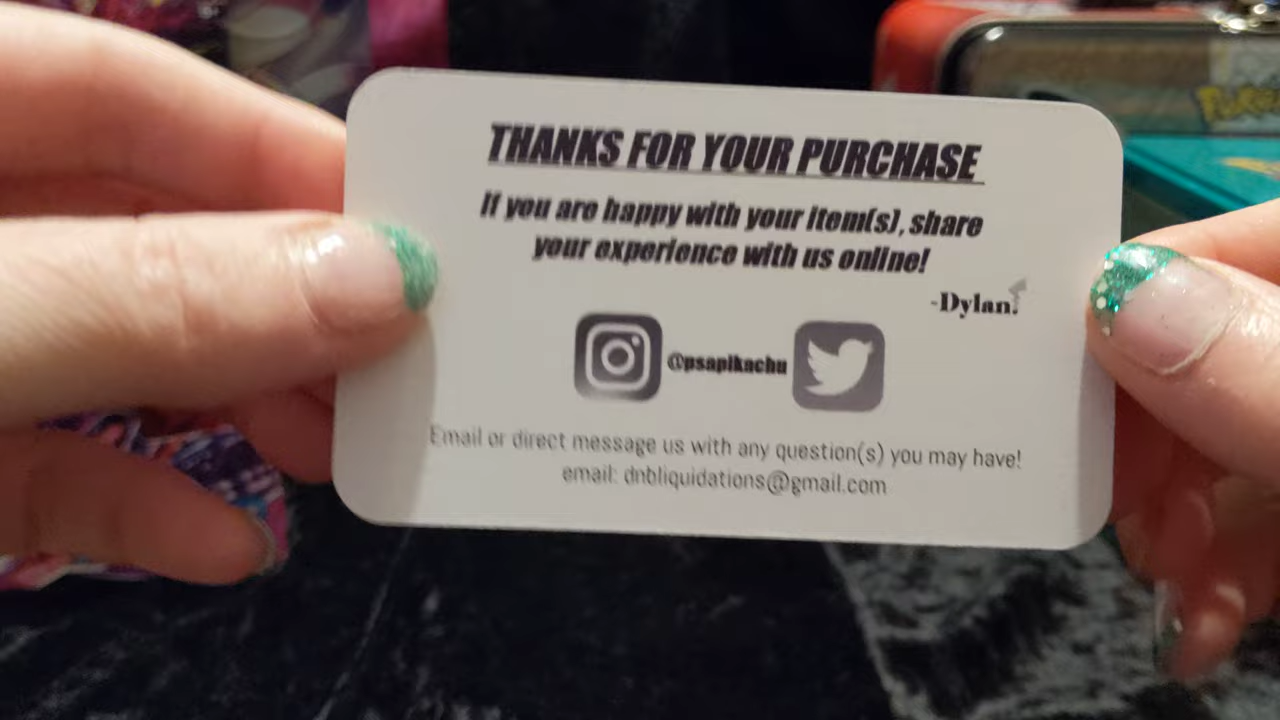 THANKS FOR YOUR PURCHASE
If you are happy with your item(s), share
your experience with us online!
-Dylan.
@psapikachu
Email or direct message us with any question(s) you may have!
email: dnbliquidations@gmail.com